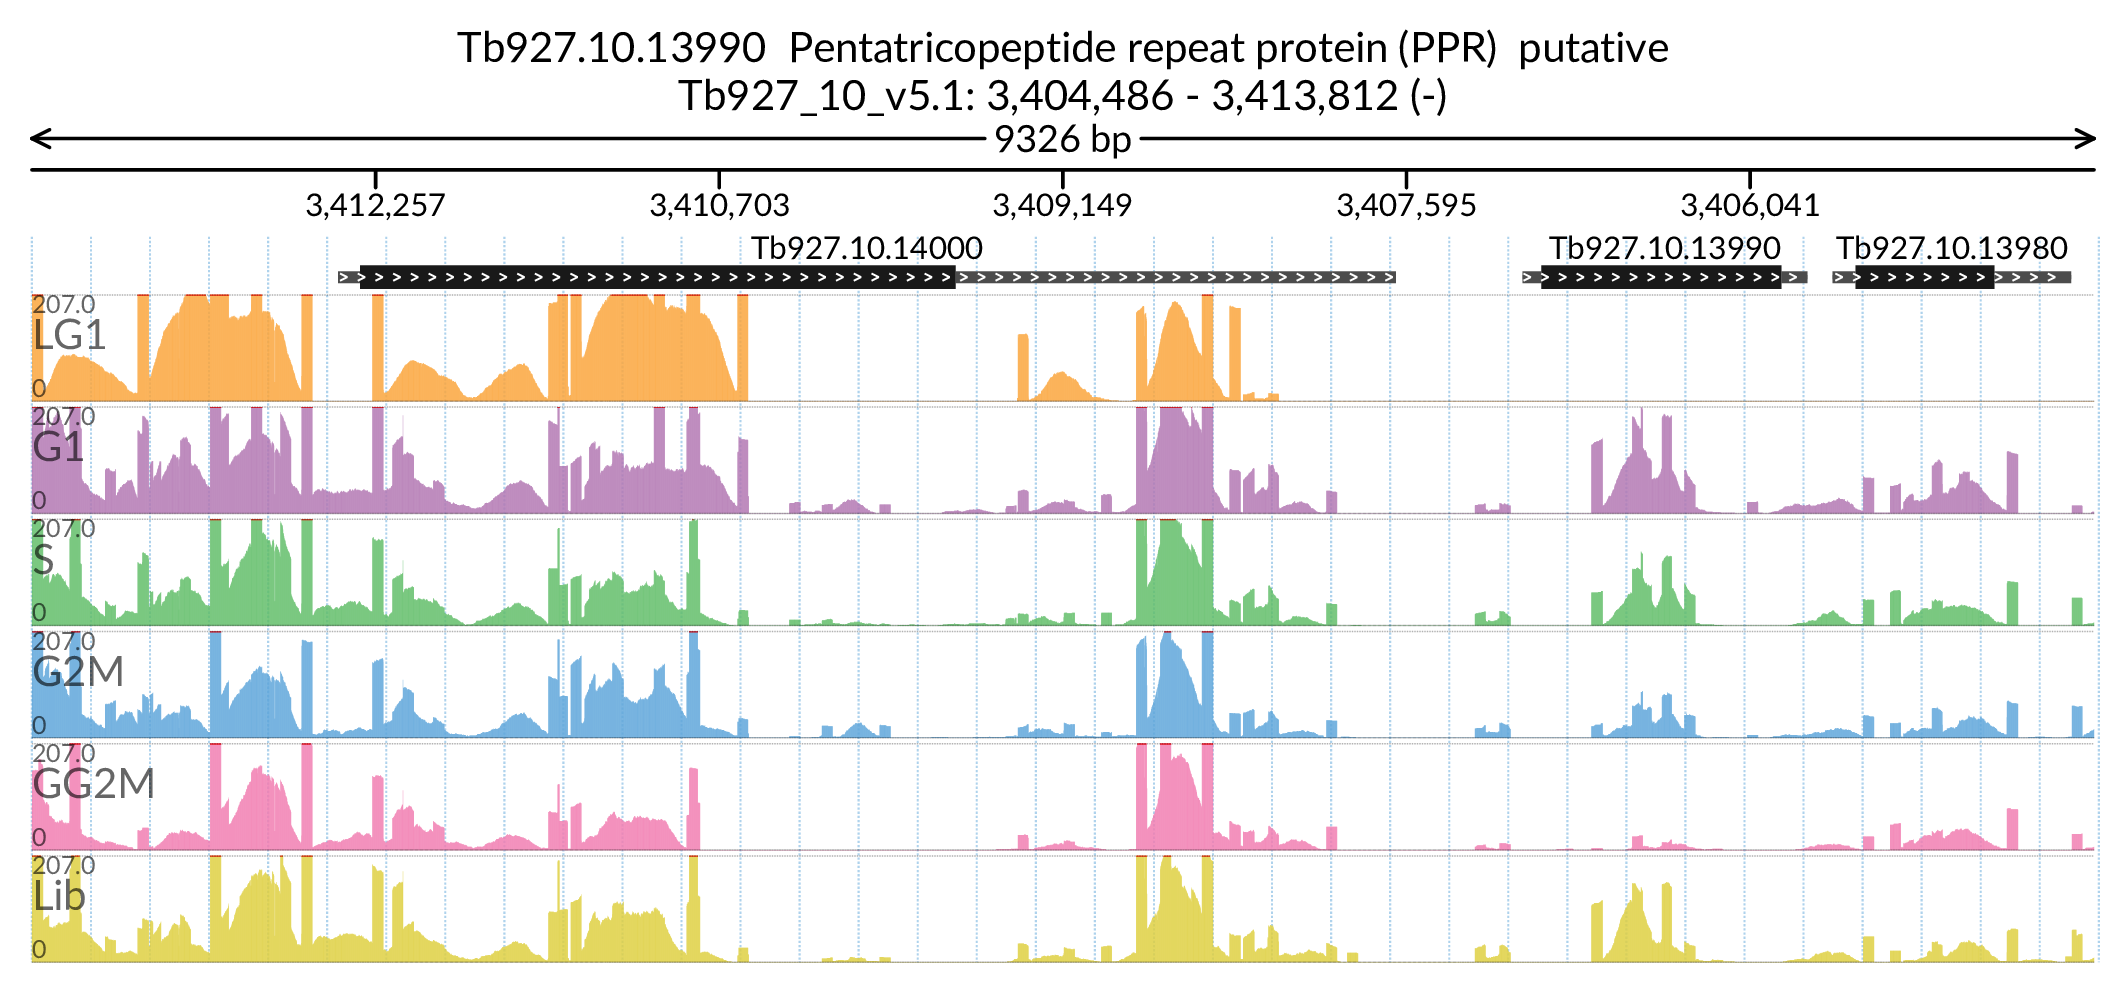 Tb927.10.13990 Pentatricopeptide repeat protein (PPR) putative
Tb927_10_v5.1: 3,404,486 - 3,413,812 (-)
9326 bp
3,412,257 3,410,703 3,409,149 3,407,595 3,406,041
Tb927.10.14000 Tb927.10.13990 Tb927.10.13980
207.0
LG1
0
207.0
G1
0
207.0
S
0
207.0
G2M
0
207.0
GG2M
0
207.0
Lib
0